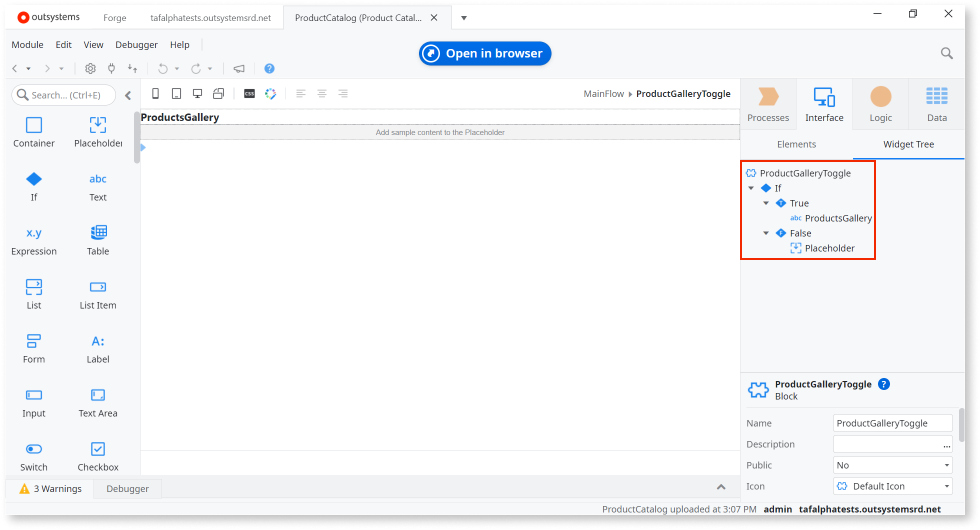 outsystems
Forge
tafalphatests.outsystemsrd.net
ProductCatalog (Product Catal...
Module Edit View Debugger Help
Open in browser
Search... (Ctrl+E)
CSS
MainFlow ProductGalleryToggle
Processes Interface Logic Data
Elements Widget Tree
ProductsGallery
Add sample content to the Placeholder
Container Placeholder
abc
If Text
x.y
Expression Table
List List Item
A:
Form Label
Input Text Area
Switch Checkbox
ProductGalleryToggle
If
True
abc ProductsGallery
False
Placeholder
ProductGalleryToggle ?
Block
Name ProductGalleryToggle
Description ...
Public No
Icon Default Icon
3 Warnings Debugger
ProductCatalog uploaded at 3:07 PM admin tafalphatests.outsystemsrd.net